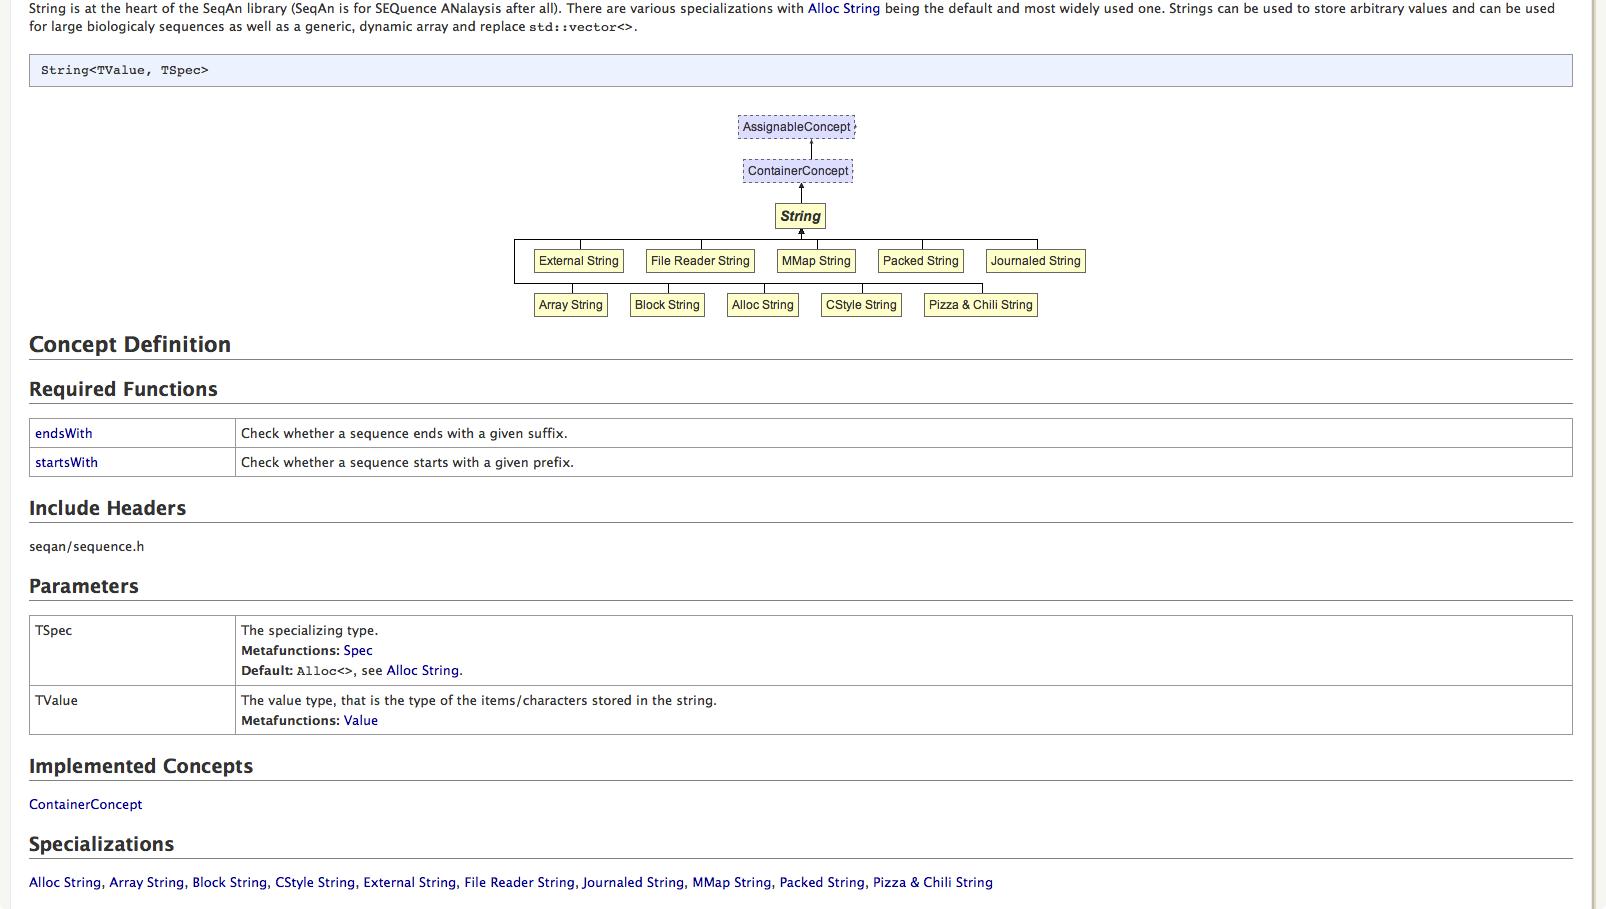 String is at the heart of the SeqAn library (SeqAn is for SEQuence ANalaysis after all). There are various specializations with Alloc String being the default and most widely used one. Strings can be used to store arbitrary values and can be used
for large biologicaly sequences as well as a generic, dynamic array and replace std::vector<>.
String<TValue, TSpec>
AssignableConcept
ContainerConcept
String
External String File Reader String MMap String Packed String Journaled String
Array String Block String Alloc String CStyle String Pizza & Chili String
Concept Definition
Required Functions
endsWith Check whether a sequence ends with a given suffix.
startsWith Check whether a sequence starts with a given prefix.
Include Headers
seqan/sequence.h
Parameters
TSpec The specializing type.
Metafunctions: Spec
Default: Alloc<>, see Alloc String.
TValue The value type, that is the type of the items/characters stored in the string.
Metafunctions: Value
Implemented Concepts
ContainerConcept
Specializations
Alloc String, Array String, Block String, CStyle String, External String, File Reader String, Journaled String, MMap String, Packed String, Pizza & Chili String